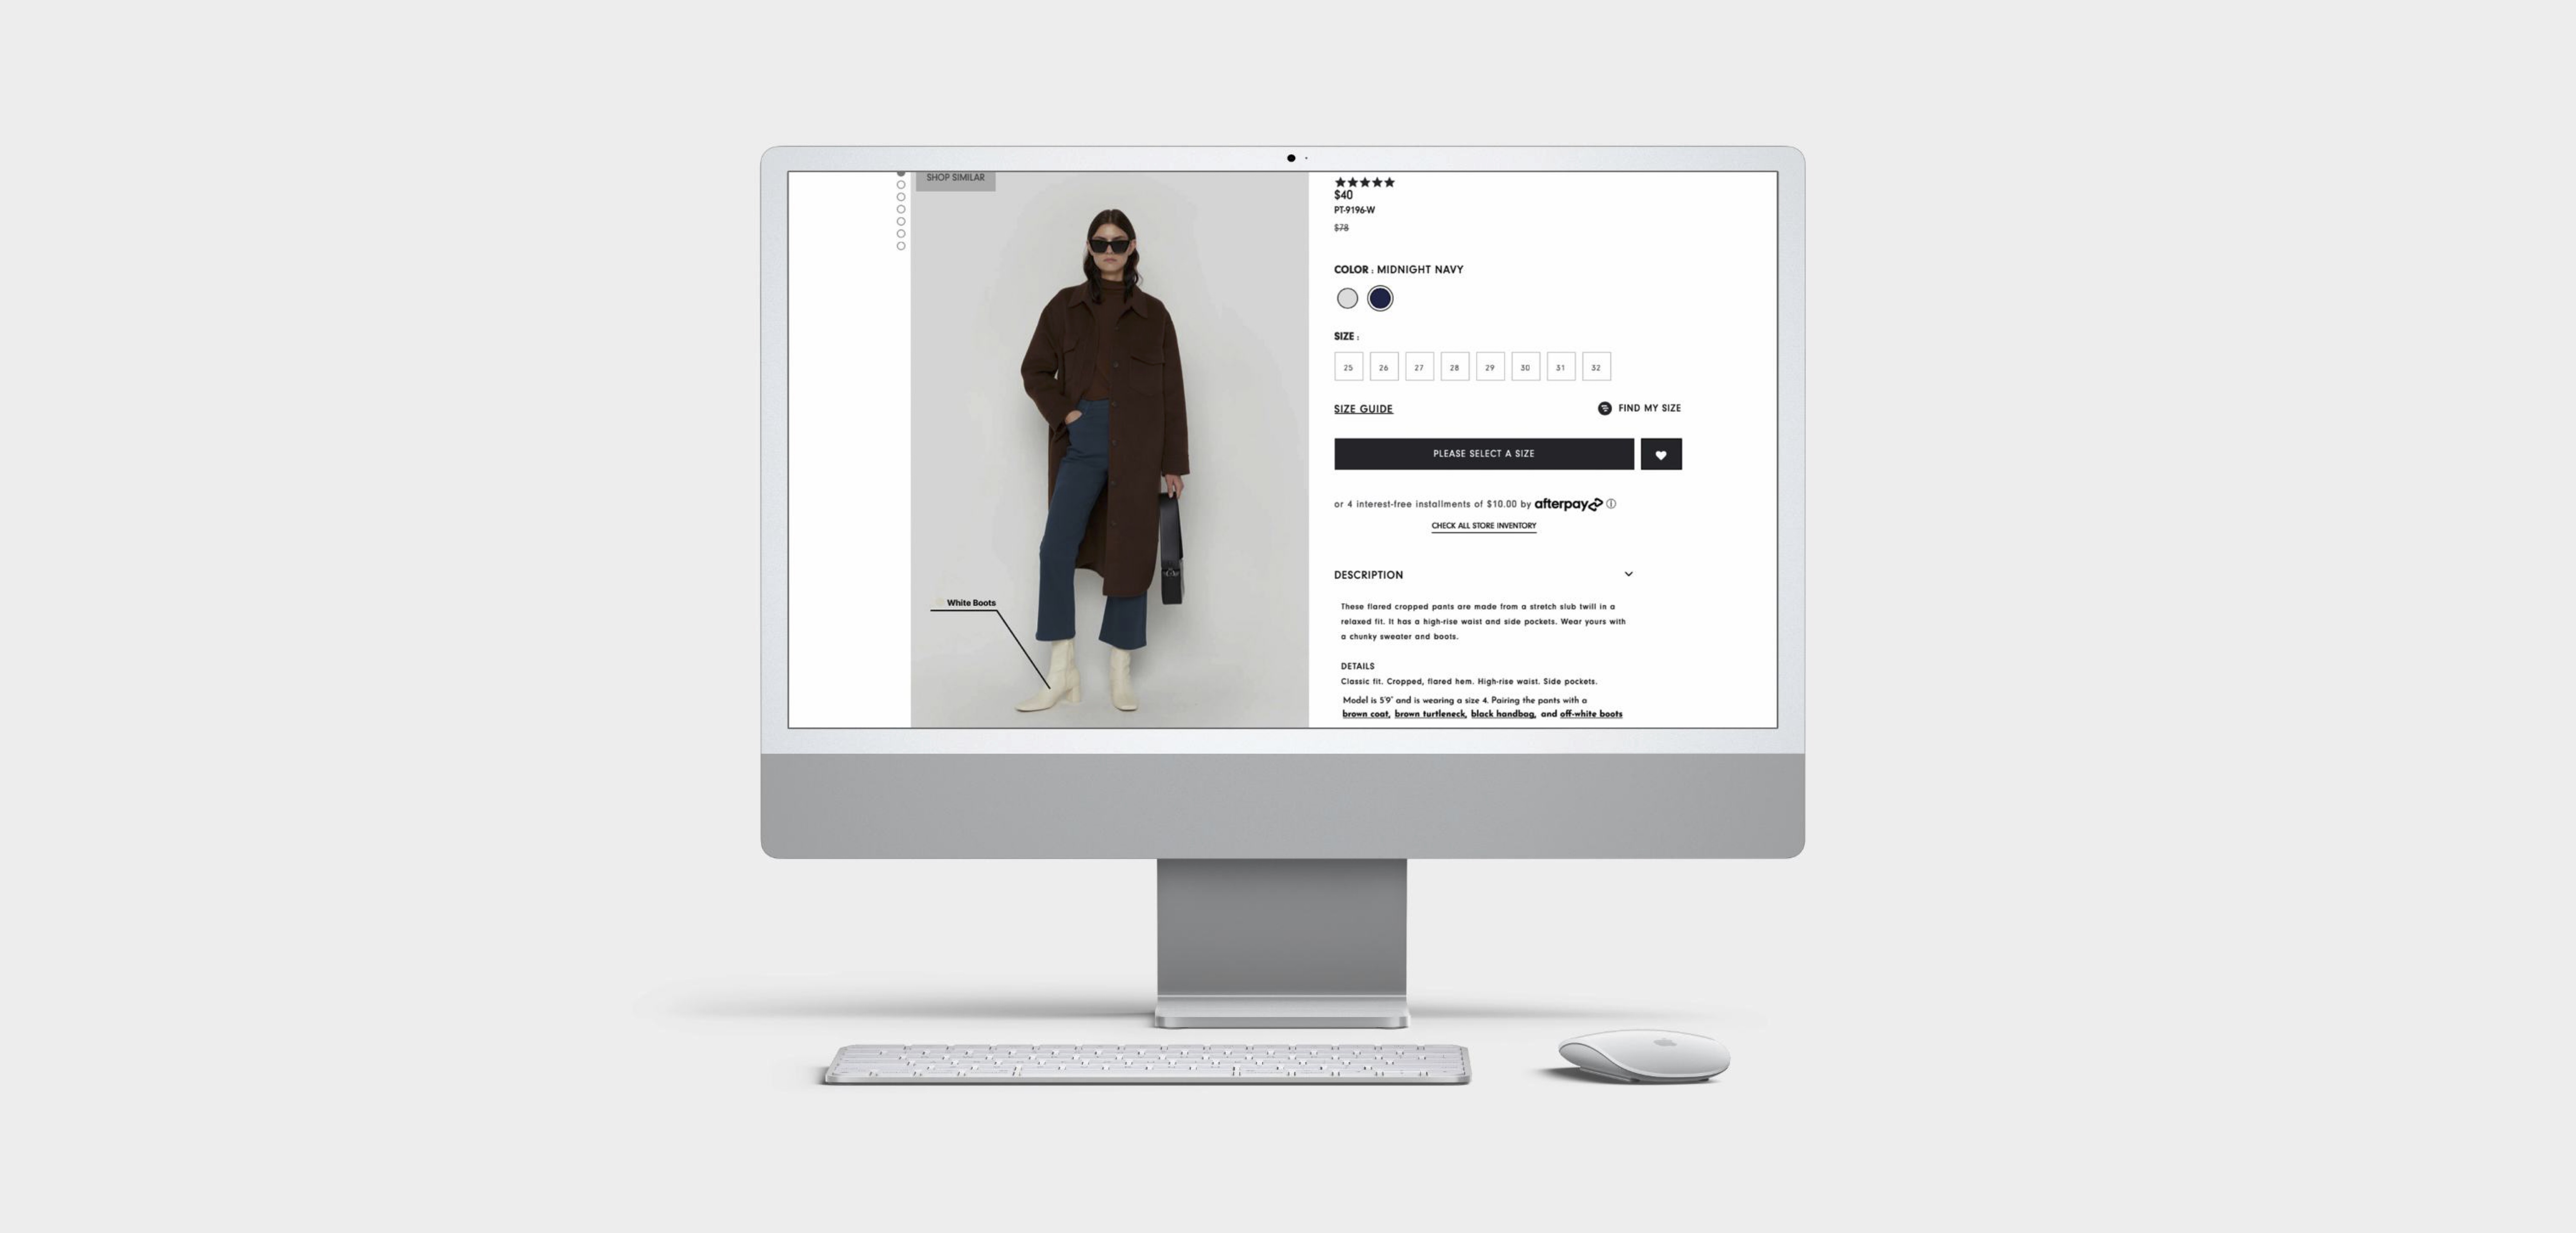 SHOP SIMILAR
★★★★★
$40
PT-9196-W
$78
COLOR : MIDNIGHT NAVY
SIZE :
25 26 27 28 29 30 31 32
SIZE GUIDE
FIND MY SIZE
PLEASE SELECT A SIZE
or 4 interest-free installments of $10.00 by afterpay
CHECK ALL STORE INVENTORY
DESCRIPTION
White Boots
These flared cropped pants are made from a stretch slub twill in a
relaxed fit. It has a high-rise waist and side pockets. Wear yours with
a chunky sweater and boots.
DETAILS
Classic fit. Cropped, flared hem. High-rise waist. Side pockets.
Model is 5'9" and is wearing a size 4. Pairing the pants with a
brown coat, brown turtleneck, black handbag, and off-white boots